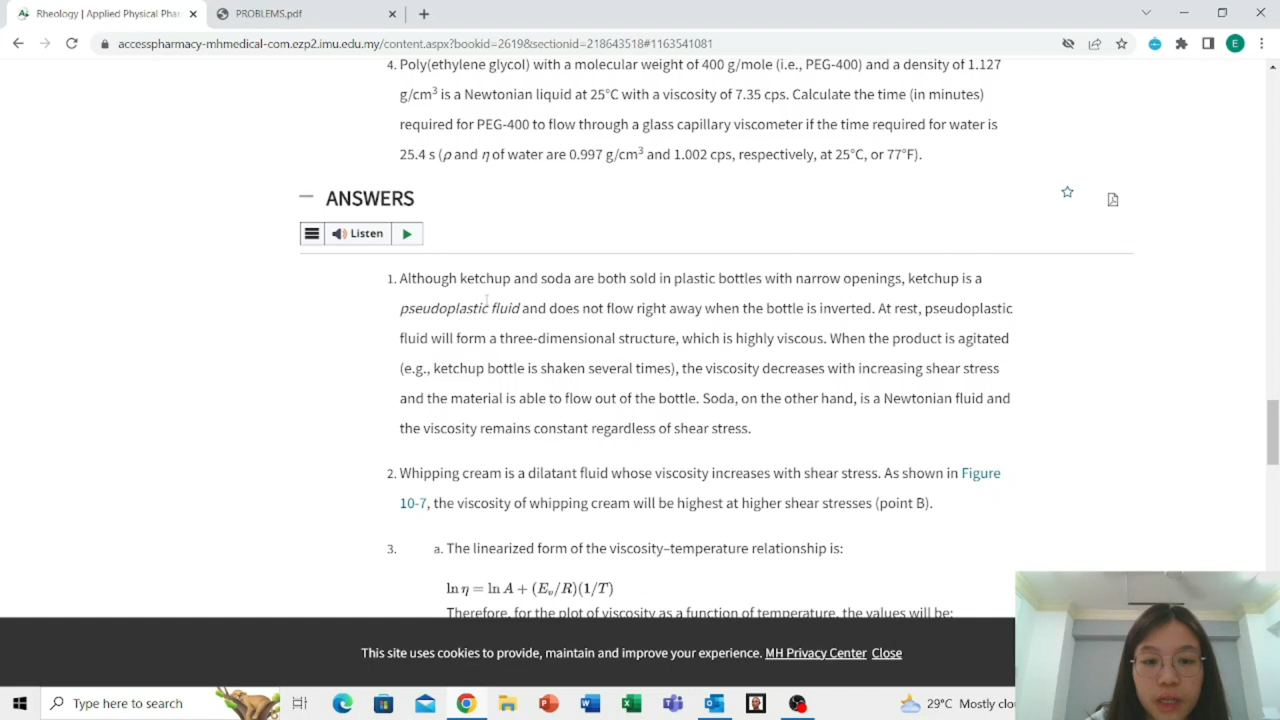 Rheology | Applied Physical Phar
PROBLEMS.pdf
accesspharmacy-mhmedical-com.ezp2.imu.edu.my/content.aspx?bookid=2619&sectionid=218643518#1163541081
E
4. Poly(ethylene glycol) with a molecular weight of 400 g/mole (i.e., PEG-400) and a density of 1.127
g/cm³ is a Newtonian liquid at 25°C with a viscosity of 7.35 cps. Calculate the time (in minutes)
required for PEG-400 to flow through a glass capillary viscometer if the time required for water is
25.4 s (ρ and η of water are 0.997 g/cm³ and 1.002 cps, respectively, at 25°C, or 77°F).
ANSWERS
Listen
1. Although ketchup and soda are both sold in plastic bottles with narrow openings, ketchup is a
pseudoplastic fluid and does not flow right away when the bottle is inverted. At rest, pseudoplastic
fluid will form a three-dimensional structure, which is highly viscous. When the product is agitated
(e.g., ketchup bottle is shaken several times), the viscosity decreases with increasing shear stress
and the material is able to flow out of the bottle. Soda, on the other hand, is a Newtonian fluid and
the viscosity remains constant regardless of shear stress.
2. Whipping cream is a dilatant fluid whose viscosity increases with shear stress. As shown in Figure
10-7, the viscosity of whipping cream will be highest at higher shear stresses (point B).
3. a. The linearized form of the viscosity–temperature relationship is:
ln η = ln A + (Eᵥ/R)(1/T)
Therefore, for the plot of viscosity as a function of temperature, the values will be:
This site uses cookies to provide, maintain and improve your experience. MH Privacy Center Close
Type here to search
29°C Mostly clo